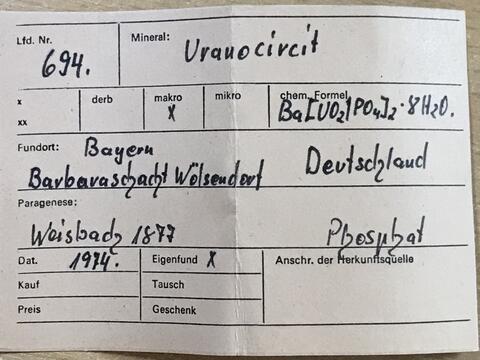 Lfd. Nr. Mineral:
694. Uranocircit
x derb makro mikro chem. Formel
xx X Ba[UO2|PO4]2·8H2O.
Fundort: Bayern Deutschland
Barbaraschacht Wölsendorf
Paragenese:
Weisbach 1877 Phosphat
Dat. 1974. Eigenfund X Anschr. der Herkunftsquelle
Kauf Tausch
Preis Geschenk